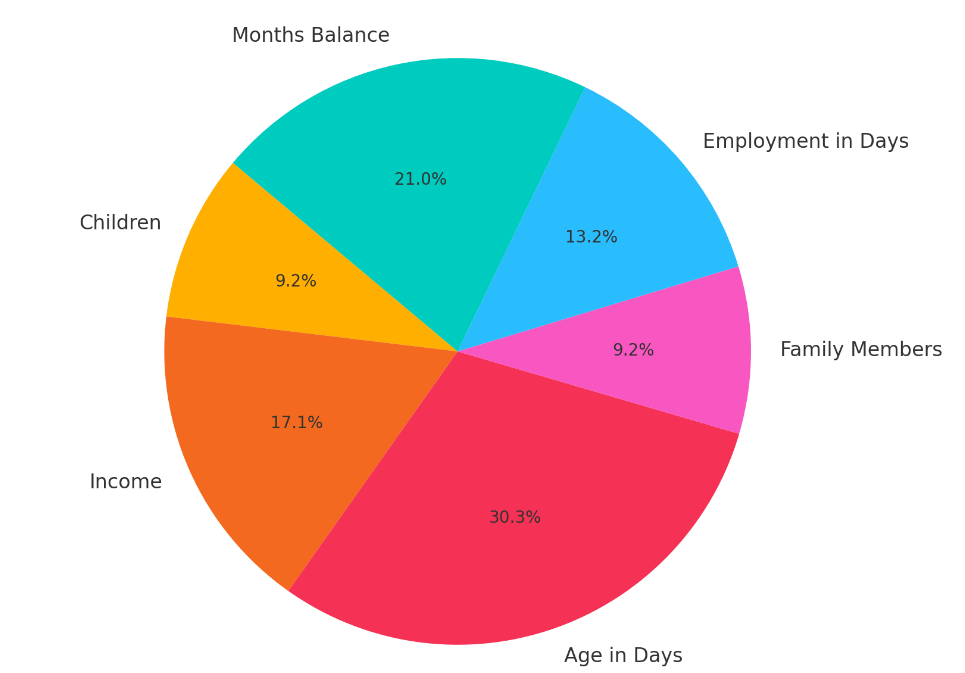 Months Balance
Employment in Days
21.0%
Children
13.2%
9.2%
Family Members
9.2%
17.1%
Income
30.3%
Age in Days